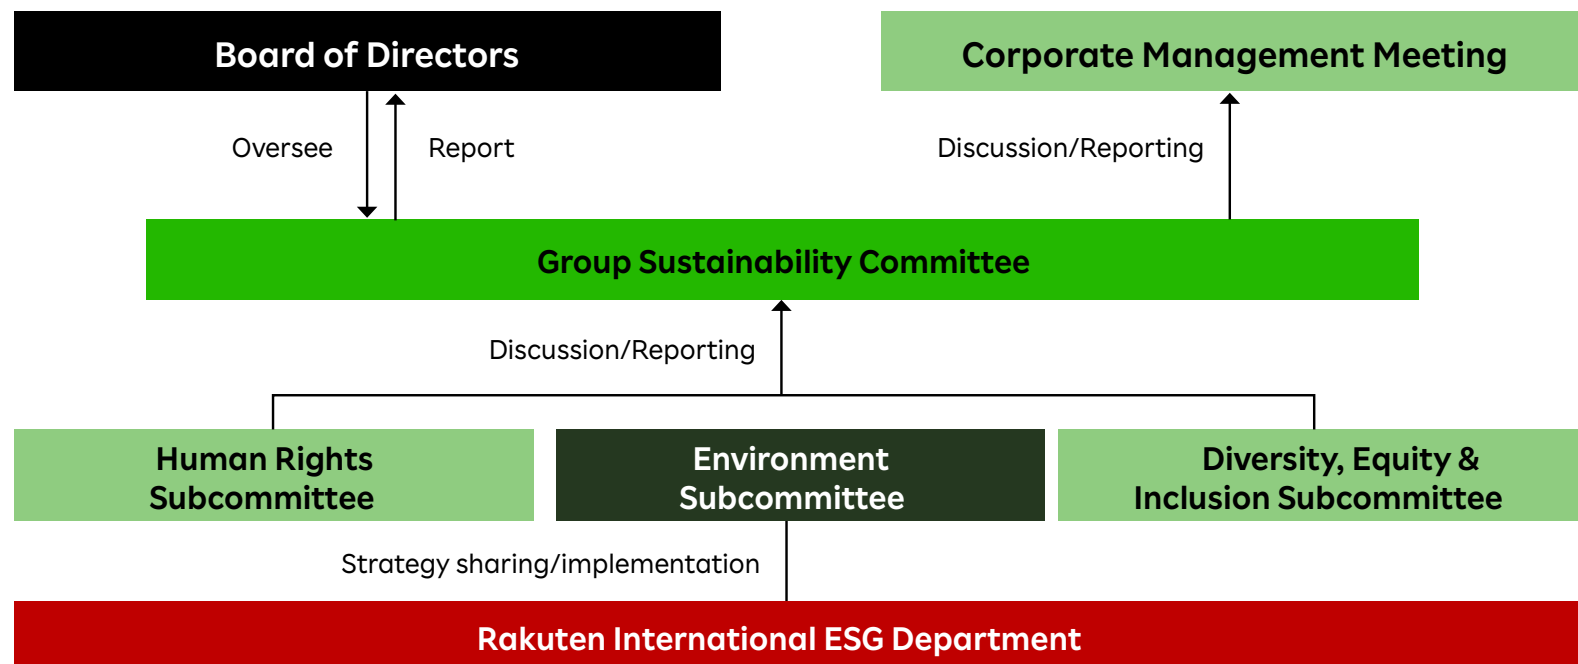 Board of Directors
Corporate Management Meeting
Oversee
Report
Discussion/Reporting
Group Sustainability Committee
Discussion/Reporting
Human Rights
Subcommittee
Environment
Subcommittee
Diversity, Equity &
Inclusion Subcommittee
Strategy sharing/implementation
Rakuten International ESG Department